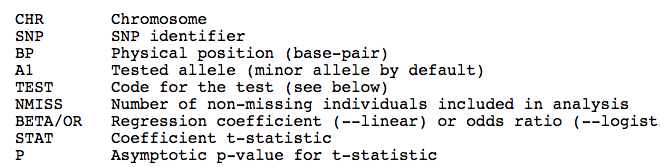 CHR Chromosome
SNP SNP identifier
BP Physical position (base-pair)
A1 Tested allele (minor allele by default)
TEST Code for the test (see below)
NMISS Number of non-missing individuals included in analysis
BETA/OR Regression coefficient (--linear) or odds ratio (--logist
STAT Coefficient t-statistic
P Asymptotic p-value for t-statistic